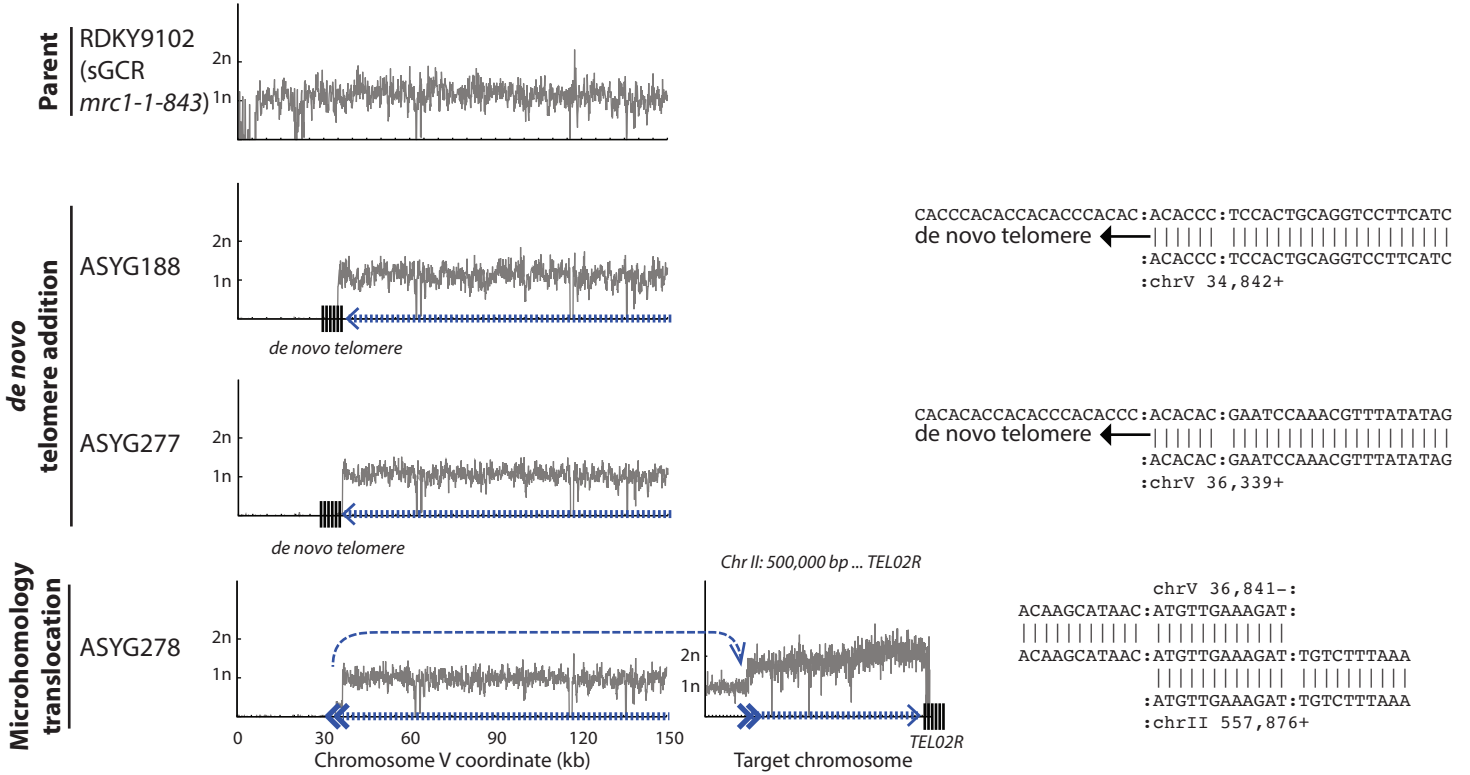 Parent
RDKY9102
(sGCR
mrc1-1-843)
2n
1n
de novo
telomere addition
ASYG188
2n
1n
de novo telomere
CACCCACACCACACCCACAC:ACACCC:TCCACTGCAGGTCCTTCATC
de novo telomere
:ACACCC:TCCACTGCAGGTCCTTCATC
:chrV 34,842+
ASYG277
2n
1n
de novo telomere
CACACACCACACCCACACCC:ACACAC:GAATCCAAACGTTTATATAG
de novo telomere
:ACACAC:GAATCCAAACGTTTATATAG
:chrV 36,339+
Microhomology
translocation
ASYG278
2n
1n
0 30 60 90 120 150
Chromosome V coordinate (kb)
Chr II: 500,000 bp ... TEL02R
2n
1n
TEL02R
Target chromosome
chrV 36,841-:
ACAAGCATAAC:ATGTTGAAAGAT:
ACAAGCATAAC:ATGTTGAAAGAT:TGTCTTTAAA
:ATGTTGAAAGAT:TGTCTTTAAA
:chrII 557,876+